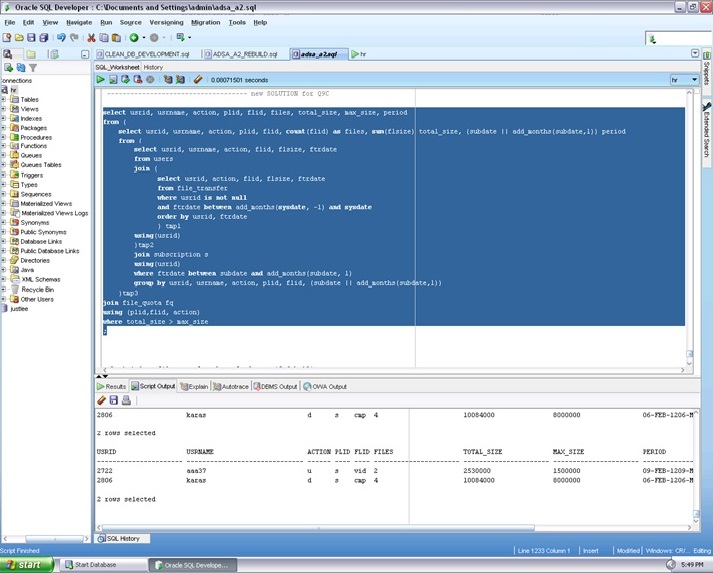 Oracle SQL Developer : C:\Documents and Settings\admin\adsa_a2.sql
File Edit View Navigate Run Source Versioning Migration Tools Help
CLEAN_DB_DEVELOPMENT.sql ADSA_A2_REBUILD.sql adsa_a2.sql hr
SQL_Worksheet History
0.08071501 seconds
hr
Snippets
Extended Search
onnections
hr
Tables
Views
Indexes
Packages
Procedures
Functions
Queues
Queues Tables
Triggers
Types
Sequences
Materialized Views
Materialized Views Logs
Synonyms
Public Synonyms
Database Links
Public Database Links
Directories
Java
XML Schemas
Recycle Bin
Other Users
justlee
---------------------------------- new SOLUTION for Q9C
select usrid, usrname, action, plid, flid, files, total_size, max_size, period
from (
select usrid, usrname, action, plid, flid, count(flid) as files, sum(flsize) total_size, (subdate || add_months(subdate,1)) period
from (
select usrid, usrname, action, flid, flsize, ftrdate
from users
join (
select usrid, action, flid, flsize, ftrdate
from file_transfer
where usrid is not null
and ftrdate between add_months(sysdate, -1) and sysdate
order by usrid, ftrdate
) tmp1
using(usrid)
)tmp2
join subscription s
using(usrid)
where ftrdate between subdate and add_months(subdate, 1)
group by usrid, usrname, action, plid, flid, (subdate || add_months(subdate,1))
)tmp3
join file_quota fq
using (plid,flid, action)
where total_size > max_size
;
Results Script Output Explain Autotrace DBMS Output OWA Output
2806 karas d s cmp 4 10084000 8000000 06-FEB-1206-M
2 rows selected
USRID USRNAME ACTION PLID FLID FILES TOTAL_SIZE MAX_SIZE PERIOD
2722 aaa37 u s vid 2 2530000 1500000 09-FEB-1209-M
2806 karas d s cmp 4 10084000 8000000 06-FEB-1206-M
2 rows selected
SQL History
Script Finished
Line 1233 Column 1 Insert Modified Windows: CR/... Editing
start Start Database Oracle SQL Develope... 5:49 PM